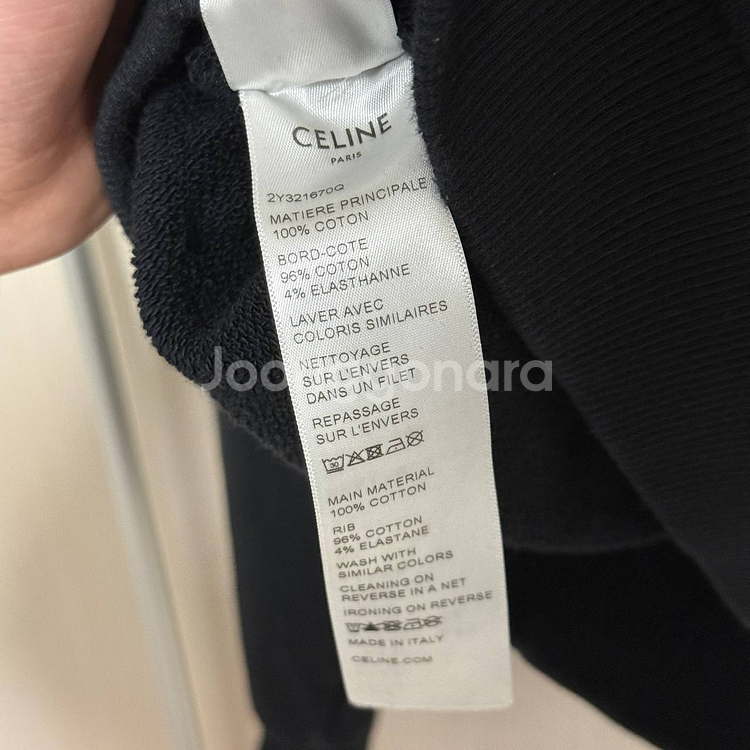 CELINE
PARIS
2Y321670Q
MATIERE PRINCIPALE
100% COTON
BORD-COTE
96% COTON
4% ELASTHANNE
LAVER AVEC
COLORIS SIMILAIRES
NETTOYAGE
SUR L'ENVERS
DANS UN FILET
REPASSAGE
SUR L'ENVERS
30
MAIN MATERIAL
100% COTTON
RIB
96% COTTON
4% ELASTANE
WASH WITH
SIMILAR COLORS
CLEANING ON
REVERSE IN A NET
IRONING ON REVERSE
MADE IN ITALY
CELINE.COM